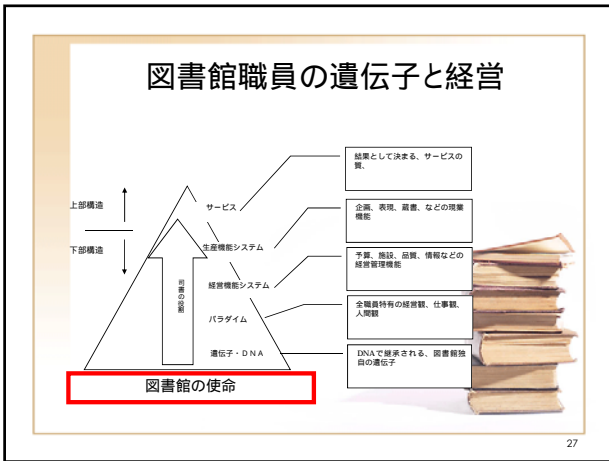 図書館職員の遺伝子と経営
上部構造
下部構造
サービス
生産機能システム
経営機能システム
パラダイム
遺伝子・DNA
司書の役割
図書館の使命
結果として決まる、サービスの
質、
企画、表現、蔵書、などの現業
機能
予算、施設、品質、情報などの
経営管理機能
全職員特有の経営観、仕事観、
人間観
DNAで継承される、図書館独
自の遺伝子
27